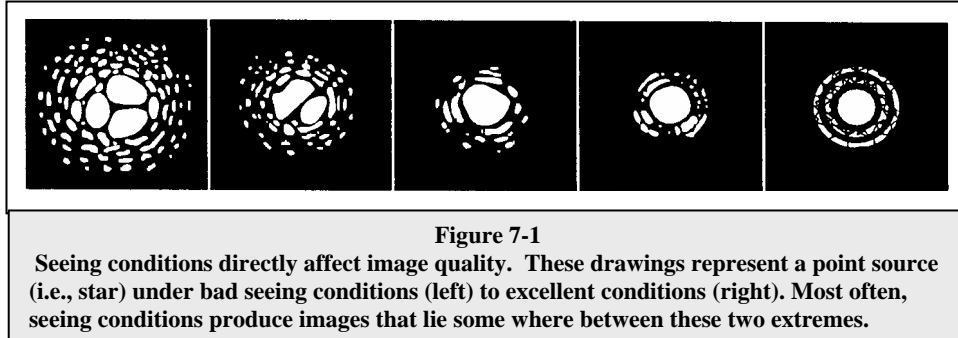 Figure 7-1
Seeing conditions directly affect image quality.  These drawings represent a point source
(i.e., star) under bad seeing conditions (left) to excellent conditions (right). Most often,
seeing conditions produce images that lie some where between these two extremes.